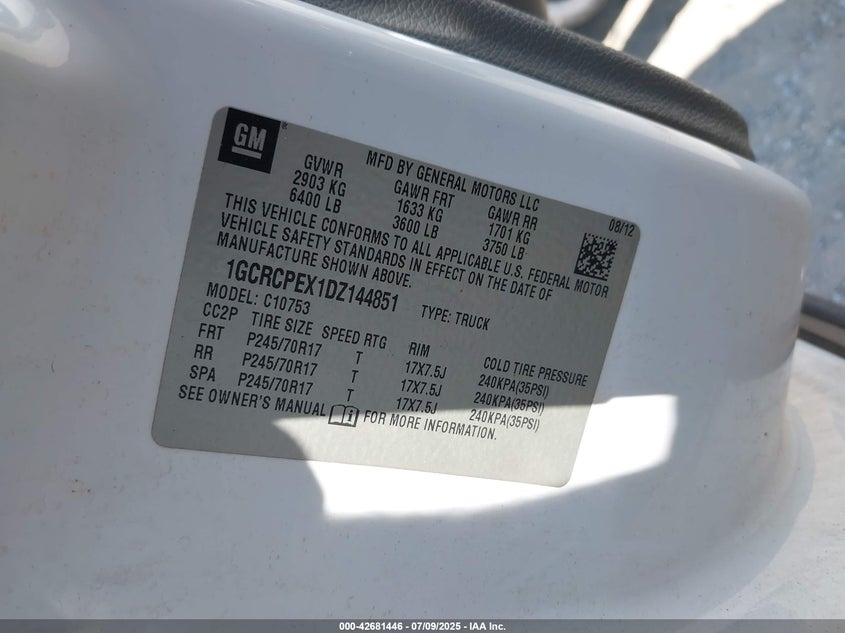 GM
®
MFD BY GENERAL MOTORS LLC
08/12
GVWR GAWR FRT GAWR RR
2903 KG 1633 KG 1701 KG
6400 LB 3600 LB 3750 LB
THIS VEHICLE CONFORMS TO ALL APPLICABLE U.S. FEDERAL MOTOR
VEHICLE SAFETY STANDARDS IN EFFECT ON THE DATE OF
MANUFACTURE SHOWN ABOVE.
1GCRCPEX1DZ144851 TYPE: TRUCK
MODEL: C10753
CC2P TIRE SIZE SPEED RTG RIM COLD TIRE PRESSURE
FRT P245/70R17 T 17X7.5J 240KPA(35PSI)
RR P245/70R17 T 17X7.5J 240KPA(35PSI)
SPA P245/70R17 T 17X7.5J 240KPA(35PSI)
SEE OWNER'S MANUAL FOR MORE INFORMATION.
000-42681446 - 07/09/2025 - IAA Inc.